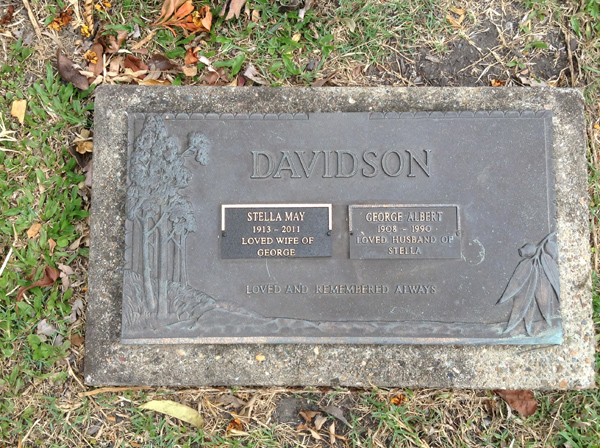 DAVIDSON
STELLA MAY
1913 - 2011
LOVED WIFE OF
GEORGE
GEORGE ALBERT
1908 - 1990
LOVED HUSBAND OF
STELLA
LOVED AND REMEMBERED ALWAYS